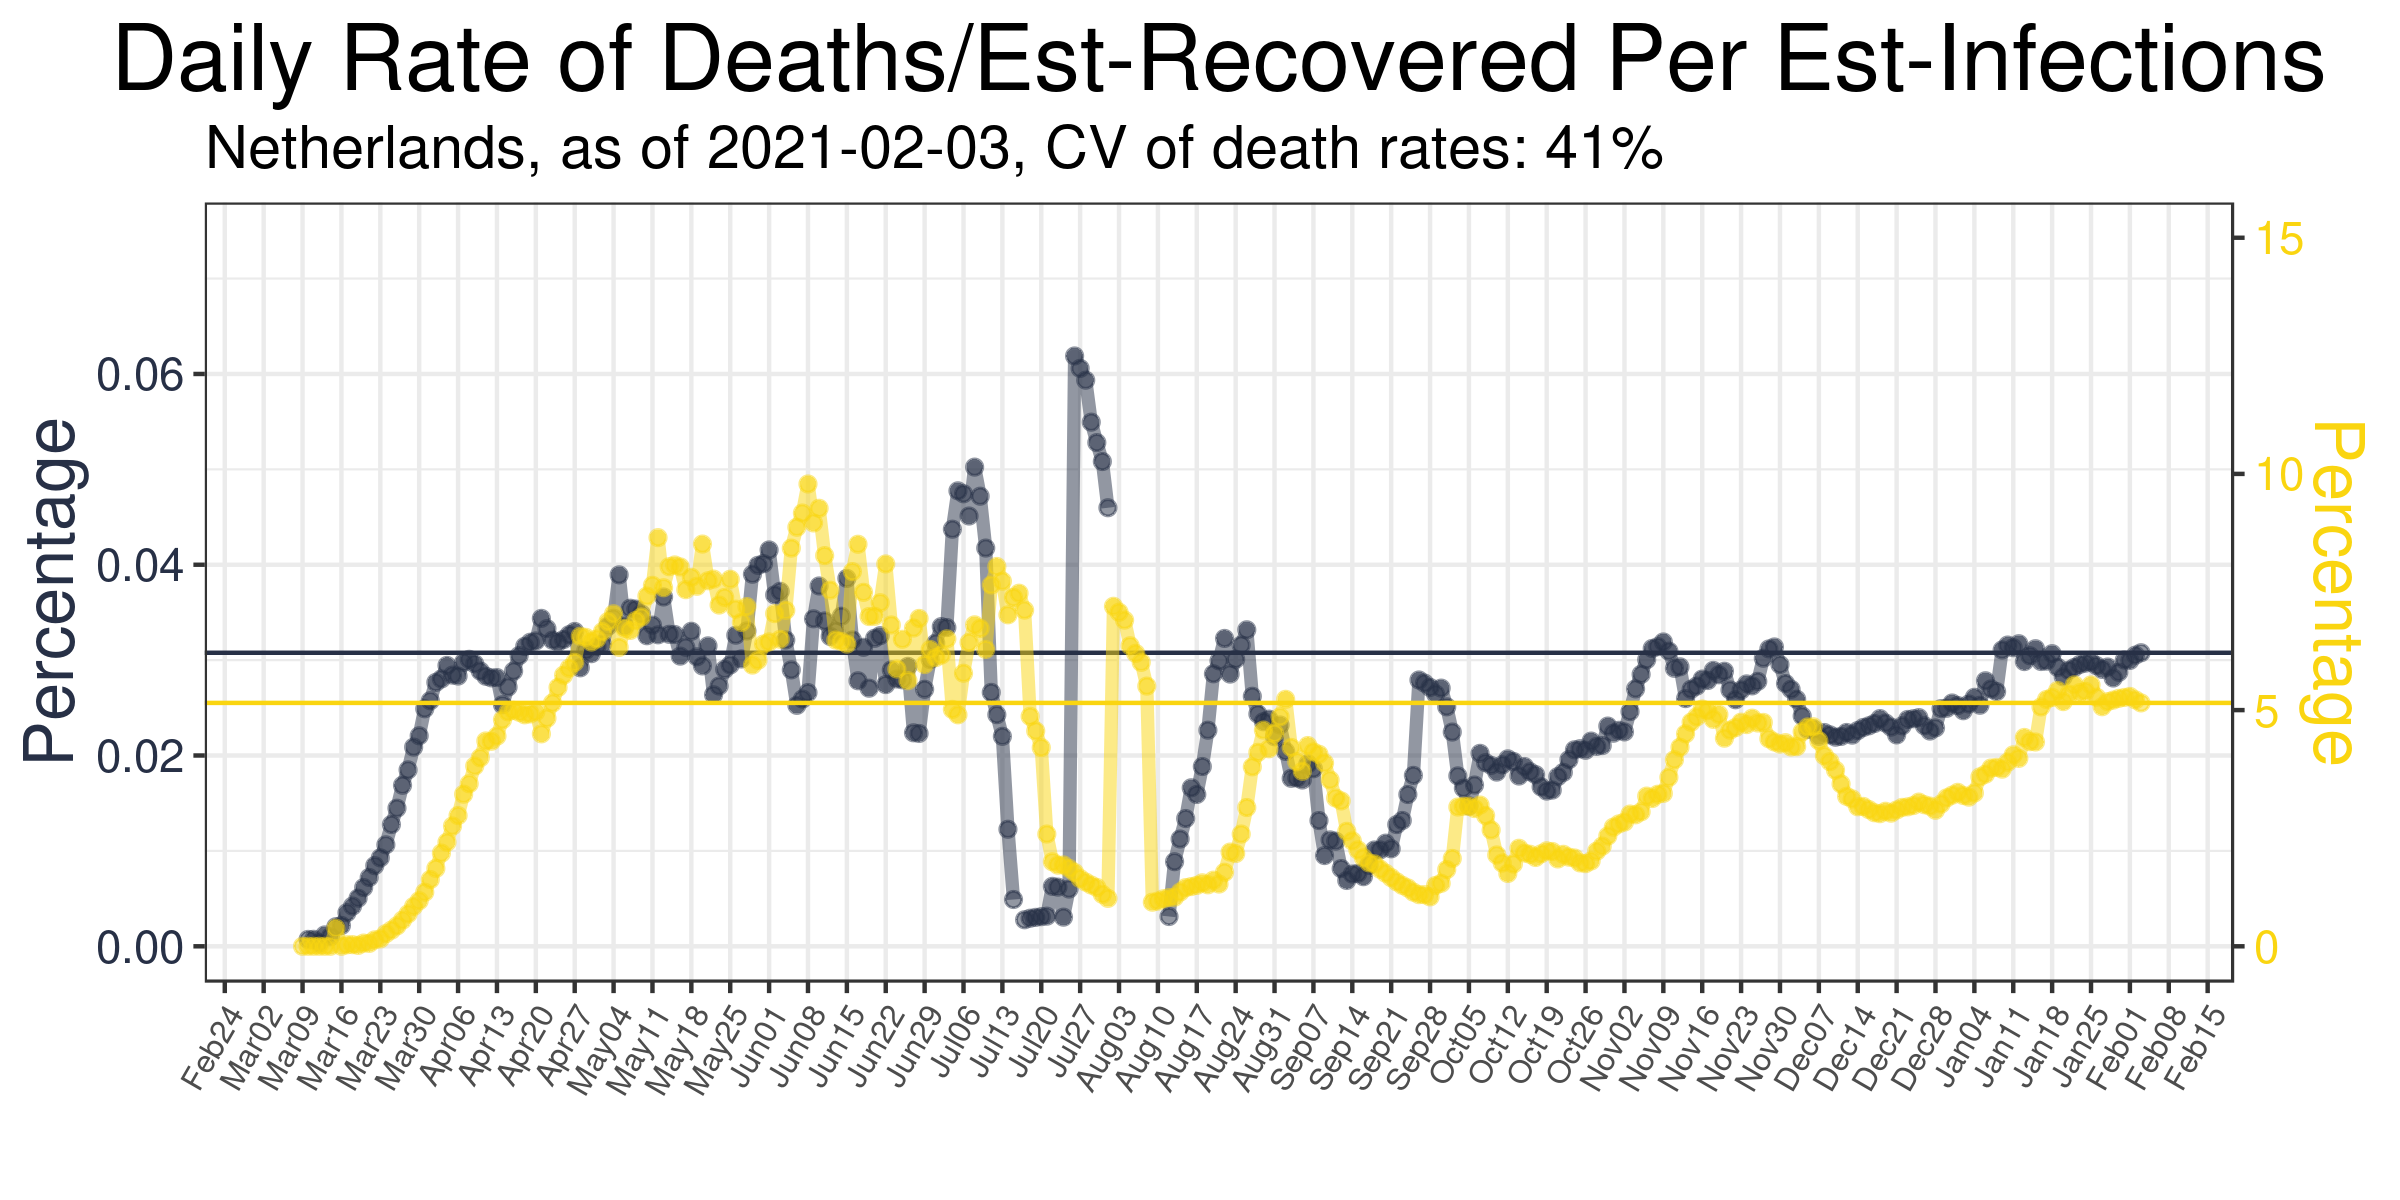 Daily Rate of Deaths/Est-Recovered Per Est-Infections
Netherlands, as of 2021-02-03, CV of death rates: 41%
Percentage
0.06
0.04
0.02
0.00
15
10
5
0
Percentage
Feb24
Mar02
Mar09
Mar16
Mar23
Mar30
Apr06
Apr13
Apr20
Apr27
May04
May11
May18
May25
Jun01
Jun08
Jun15
Jun22
Jun29
Jul06
Jul13
Jul20
Jul27
Aug03
Aug10
Aug17
Aug24
Aug31
Sep07
Sep14
Sep21
Sep28
Oct05
Oct12
Oct19
Oct26
Nov02
Nov09
Nov16
Nov23
Nov30
Dec07
Dec14
Dec21
Dec28
Jan04
Jan11
Jan18
Jan25
Feb01
Feb08
Feb15